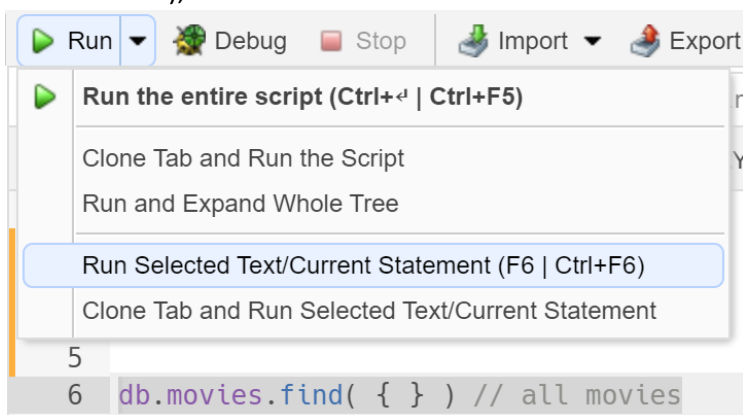 Run Debug Stop Import Export
Run the entire script (Ctrl+↵ | Ctrl+F5)
Clone Tab and Run the Script
Run and Expand Whole Tree
Run Selected Text/Current Statement (F6 | Ctrl+F6)
Clone Tab and Run Selected Text/Current Statement
5
6 db.movies.find( { } ) // all movies